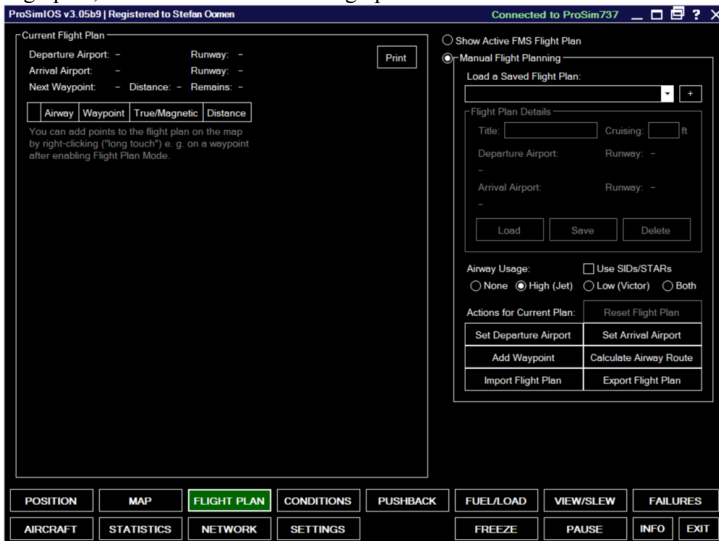 ProSimIOS v3.05b9 | Registered to Stefan Oomen
Connected to ProSim737
Current Flight Plan
Departure Airport: -
Runway: -
Print
Arrival Airport:
Runway: -
Next Waypoint: - Distance: - Remains: -
Airway
Waypoint
True/Magnetic
Distance
You can add points to the flight plan on the map
by right-clicking ("long touch") e. g. on a waypoint
after enabling Flight Plan Mode.
Show Active FMS Flight Plan
Manual Flight Planning
Load a Saved Flight Plan:
+
Flight Plan Details
Title:
Cruising:
ft
Departure Airport:
Runway: -
-
Arrival Airport:
Runway: -
-
Load
Save
Delete
Airway Usage:
Use SIDs/STARs
None
High (Jet)
Low (Victor)
Both
Actions for Current Plan:
Reset Flight Plan
Set Departure Airport
Set Arrival Airport
Add Waypoint
Calculate Airway Route
Import Flight Plan
Export Flight Plan
POSITION
MAP
FLIGHT PLAN
CONDITIONS
PUSHBACK
FUEL/LOAD
VIEW/SLEW
FAILURES
AIRCRAFT
STATISTICS
NETWORK
SETTINGS
FREEZE
PAUSE
INFO
EXIT